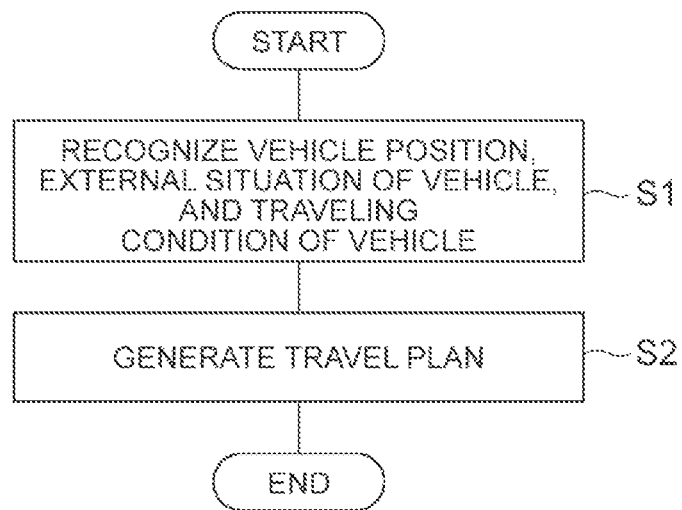 START
RECOGNIZE VEHICLE POSITION,
EXTERNAL SITUATION OF VEHICLE,
AND TRAVELING
CONDITION OF VEHICLE
S1
GENERATE TRAVEL PLAN
S2
END